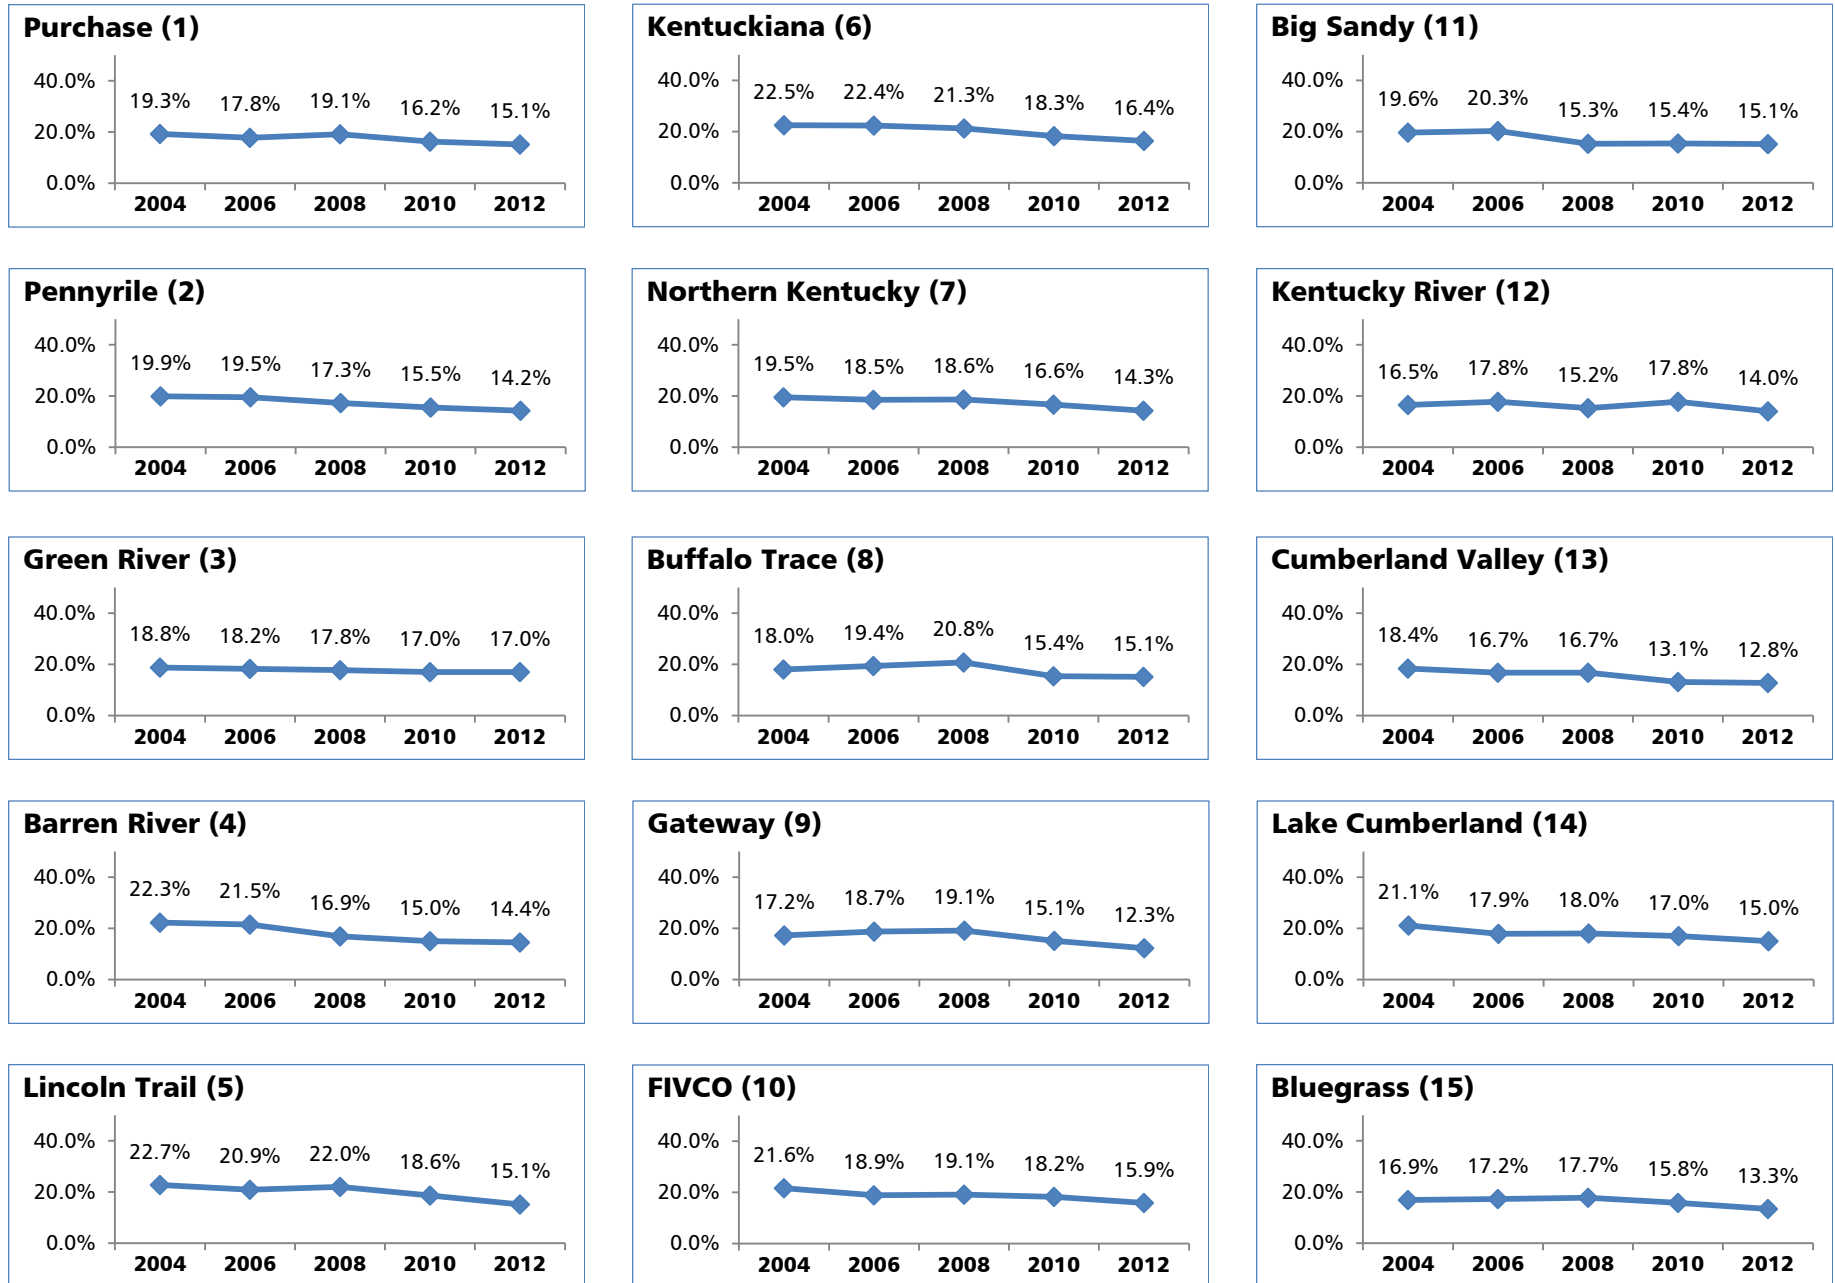 Purchase (1)
40.0%
20.0%
0.0%
19.3% 17.8% 19.1% 16.2% 15.1%
2004 2006 2008 2010 2012
Pennyrile (2)
40.0%
20.0%
0.0%
19.9% 19.5% 17.3% 15.5% 14.2%
2004 2006 2008 2010 2012
Green River (3)
40.0%
20.0%
0.0%
18.8% 18.2% 17.8% 17.0% 17.0%
2004 2006 2008 2010 2012
Barren River (4)
40.0%
20.0%
0.0%
22.3% 21.5% 16.9% 15.0% 14.4%
2004 2006 2008 2010 2012
Lincoln Trail (5)
40.0%
20.0%
0.0%
22.7% 20.9% 22.0% 18.6% 15.1%
2004 2006 2008 2010 2012
Kentuckiana (6)
40.0%
20.0%
0.0%
22.5% 22.4% 21.3% 18.3% 16.4%
2004 2006 2008 2010 2012
Northern Kentucky (7)
40.0%
20.0%
0.0%
19.5% 18.5% 18.6% 16.6% 14.3%
2004 2006 2008 2010 2012
Buffalo Trace (8)
40.0%
20.0%
0.0%
18.0% 19.4% 20.8% 15.4% 15.1%
2004 2006 2008 2010 2012
Gateway (9)
40.0%
20.0%
0.0%
17.2% 18.7% 19.1% 15.1% 12.3%
2004 2006 2008 2010 2012
FIVCO (10)
40.0%
20.0%
0.0%
21.6% 18.9% 19.1% 18.2% 15.9%
2004 2006 2008 2010 2012
Big Sandy (11)
40.0%
20.0%
0.0%
19.6% 20.3% 15.3% 15.4% 15.1%
2004 2006 2008 2010 2012
Kentucky River (12)
40.0%
20.0%
0.0%
16.5% 17.8% 15.2% 17.8% 14.0%
2004 2006 2008 2010 2012
Cumberland Valley (13)
40.0%
20.0%
0.0%
18.4% 16.7% 16.7% 13.1% 12.8%
2004 2006 2008 2010 2012
Lake Cumberland (14)
40.0%
20.0%
0.0%
21.1% 17.9% 18.0% 17.0% 15.0%
2004 2006 2008 2010 2012
Bluegrass (15)
40.0%
20.0%
0.0%
16.9% 17.2% 17.7% 15.8% 13.3%
2004 2006 2008 2010 2012